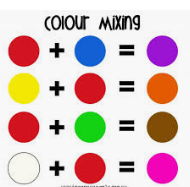 COLOUR MIXING
+ =
+ =
+ =
+ =